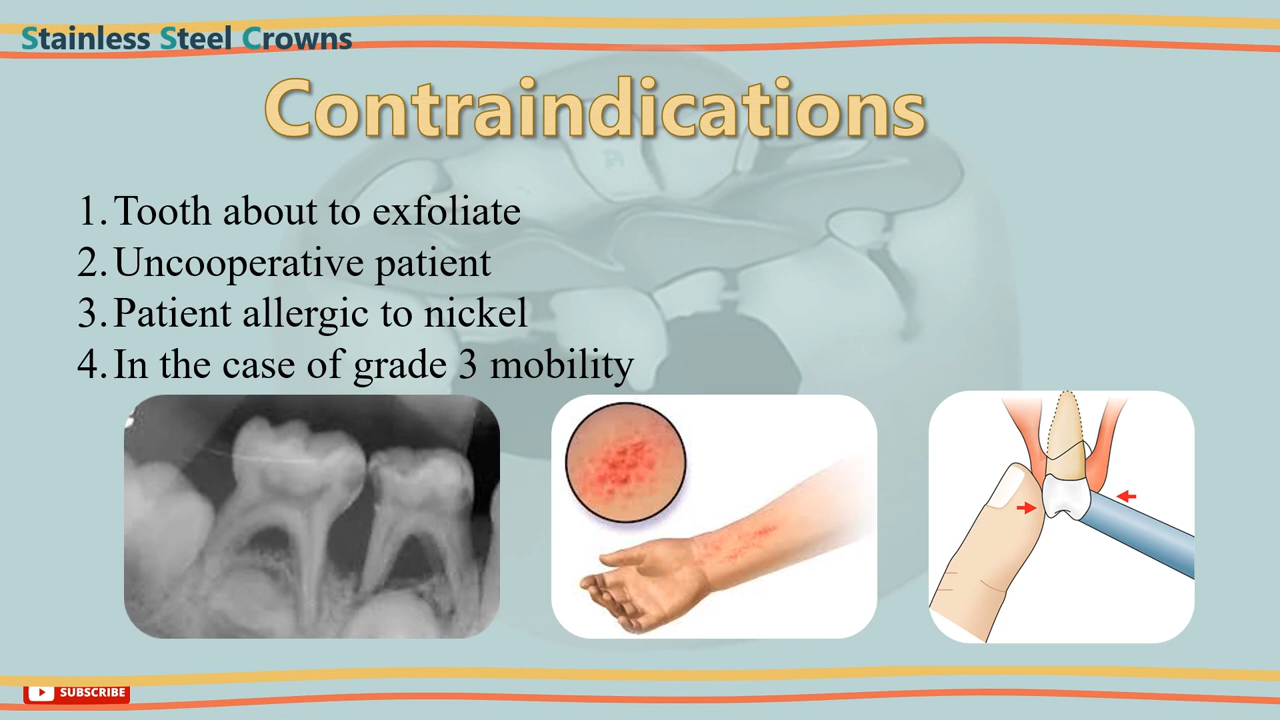 Stainless Steel Crowns
Contraindications
1. Tooth about to exfoliate
2. Uncooperative patient
3. Patient allergic to nickel
4. In the case of grade 3 mobility
SUBSCRIBE